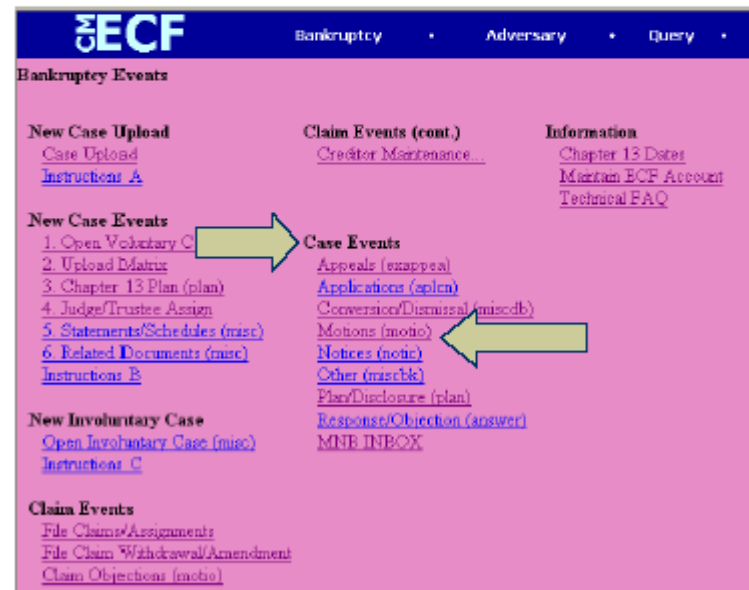 CM ECF Bankruptcy • Adversary • Query •
Bankruptcy Events
New Case Upload
Case Upload
Instructions A
New Case Events
1. Open Voluntary C
2. Upload Matrix
3. Chapter 13 Plan (plan)
4. Judge/Trustee Assign
5. Statements/Schedules (misc)
6. Related Documents (misc)
Instructions B
New Involuntary Case
Open Involuntary Case (misc)
Instructions C
Claim Events
File Claims/Assignments
File Claim Withdrawal/Amendment
Claim Objections (motio)
Claim Events (cont.)
Creditor Maintenance...
Case Events
Appeals (exappea)
Applications (aplcn)
Conversion/Dismissal (miscdb)
Motions (motio)
Notices (notic)
Other (miscbk)
Plan/Disclosure (plan)
Response/Objection (answer)
MNB INBOX
Information
Chapter 13 Dates
Maintain ECF Account
Technical FAQ